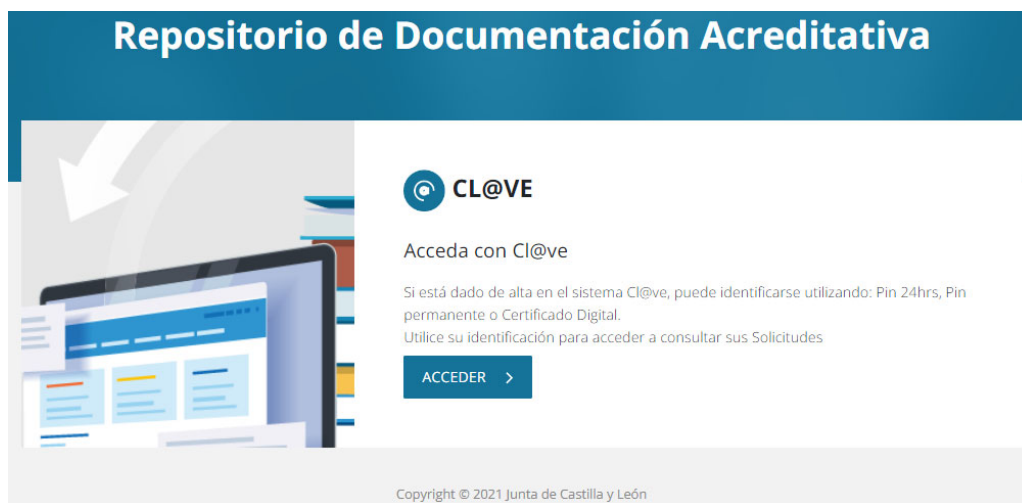 Repositorio de Documentación Acreditativa
CL@VE
Acceda con Cl@ve
Si está dado de alta en el sistema Cl@ve, puede identificarse utilizando: Pin 24hrs, Pin
permanente o Certificado Digital.
Utilice su identificación para acceder a consultar sus Solicitudes
ACCEDER >
Copyright © 2021 Junta de Castilla y León